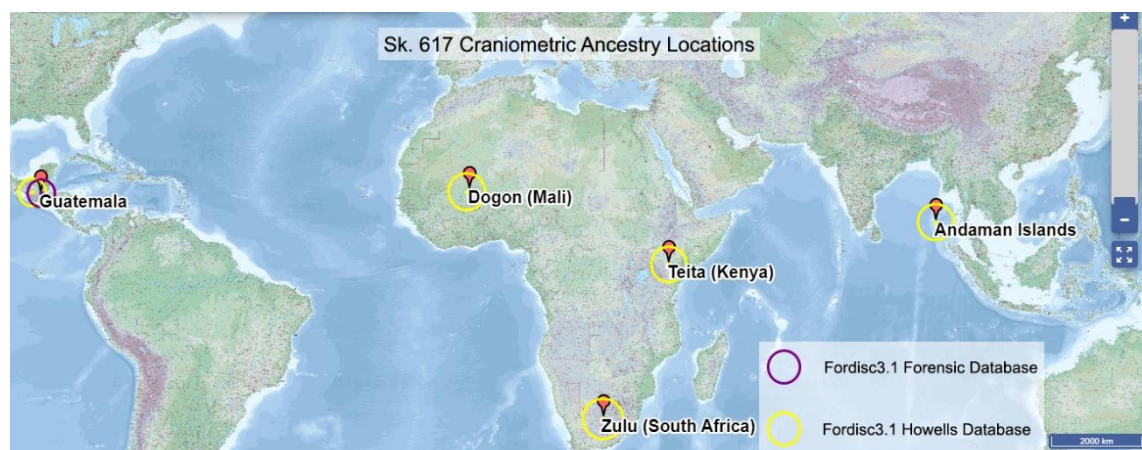 Sk. 617 Craniometric Ancestry Locations
+
Guatemala
Dogon (Mali)
Andaman Islands
−
Teita (Kenya)
Fordisc3.1 Forensic Database
Zulu (South Africa)
Fordisc3.1 Howells Database
2000 km